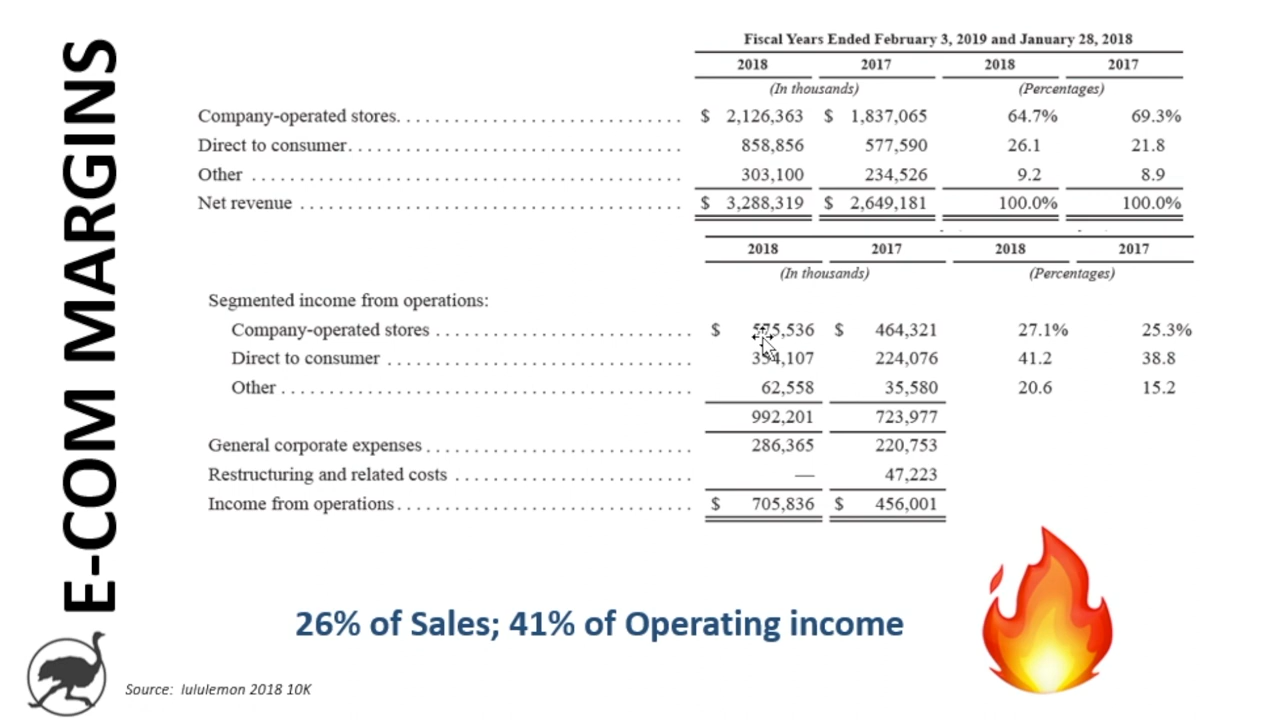 E-COM MARGINS
Fiscal Years Ended February 3, 2019 and January 28, 2018
2018 2017 2018 2017
(In thousands) (Percentages)
Company-operated stores. . . . . . . . . . . . . . . . . . . . . . . . . . . . . . $ 2,126,363 $ 1,837,065 64.7% 69.3%
Direct to consumer. . . . . . . . . . . . . . . . . . . . . . . . . . . . . . . . . . . 858,856 577,590 26.1 21.8
Other . . . . . . . . . . . . . . . . . . . . . . . . . . . . . . . . . . . . . . . . . . . . . 303,100 234,526 9.2 8.9
Net revenue . . . . . . . . . . . . . . . . . . . . . . . . . . . . . . . . . . . . . . . . $ 3,288,319 $ 2,649,181 100.0% 100.0%
2018 2017 2018 2017
(In thousands) (Percentages)
Segmented income from operations:
Company-operated stores . . . . . . . . . . . . . . . . . . . . . . . . . . . $ 575,536 $ 464,321 27.1% 25.3%
Direct to consumer . . . . . . . . . . . . . . . . . . . . . . . . . . . . . . . . 354,107 224,076 41.2 38.8
Other . . . . . . . . . . . . . . . . . . . . . . . . . . . . . . . . . . . . . . . . . . 62,558 35,580 20.6 15.2
992,201 723,977
General corporate expenses . . . . . . . . . . . . . . . . . . . . . . . . . . . . 286,365 220,753
Restructuring and related costs . . . . . . . . . . . . . . . . . . . . . . . . . — 47,223
Income from operations. . . . . . . . . . . . . . . . . . . . . . . . . . . . . . . $ 705,836 $ 456,001
26% of Sales; 41% of Operating income
Source: lululemon 2018 10K